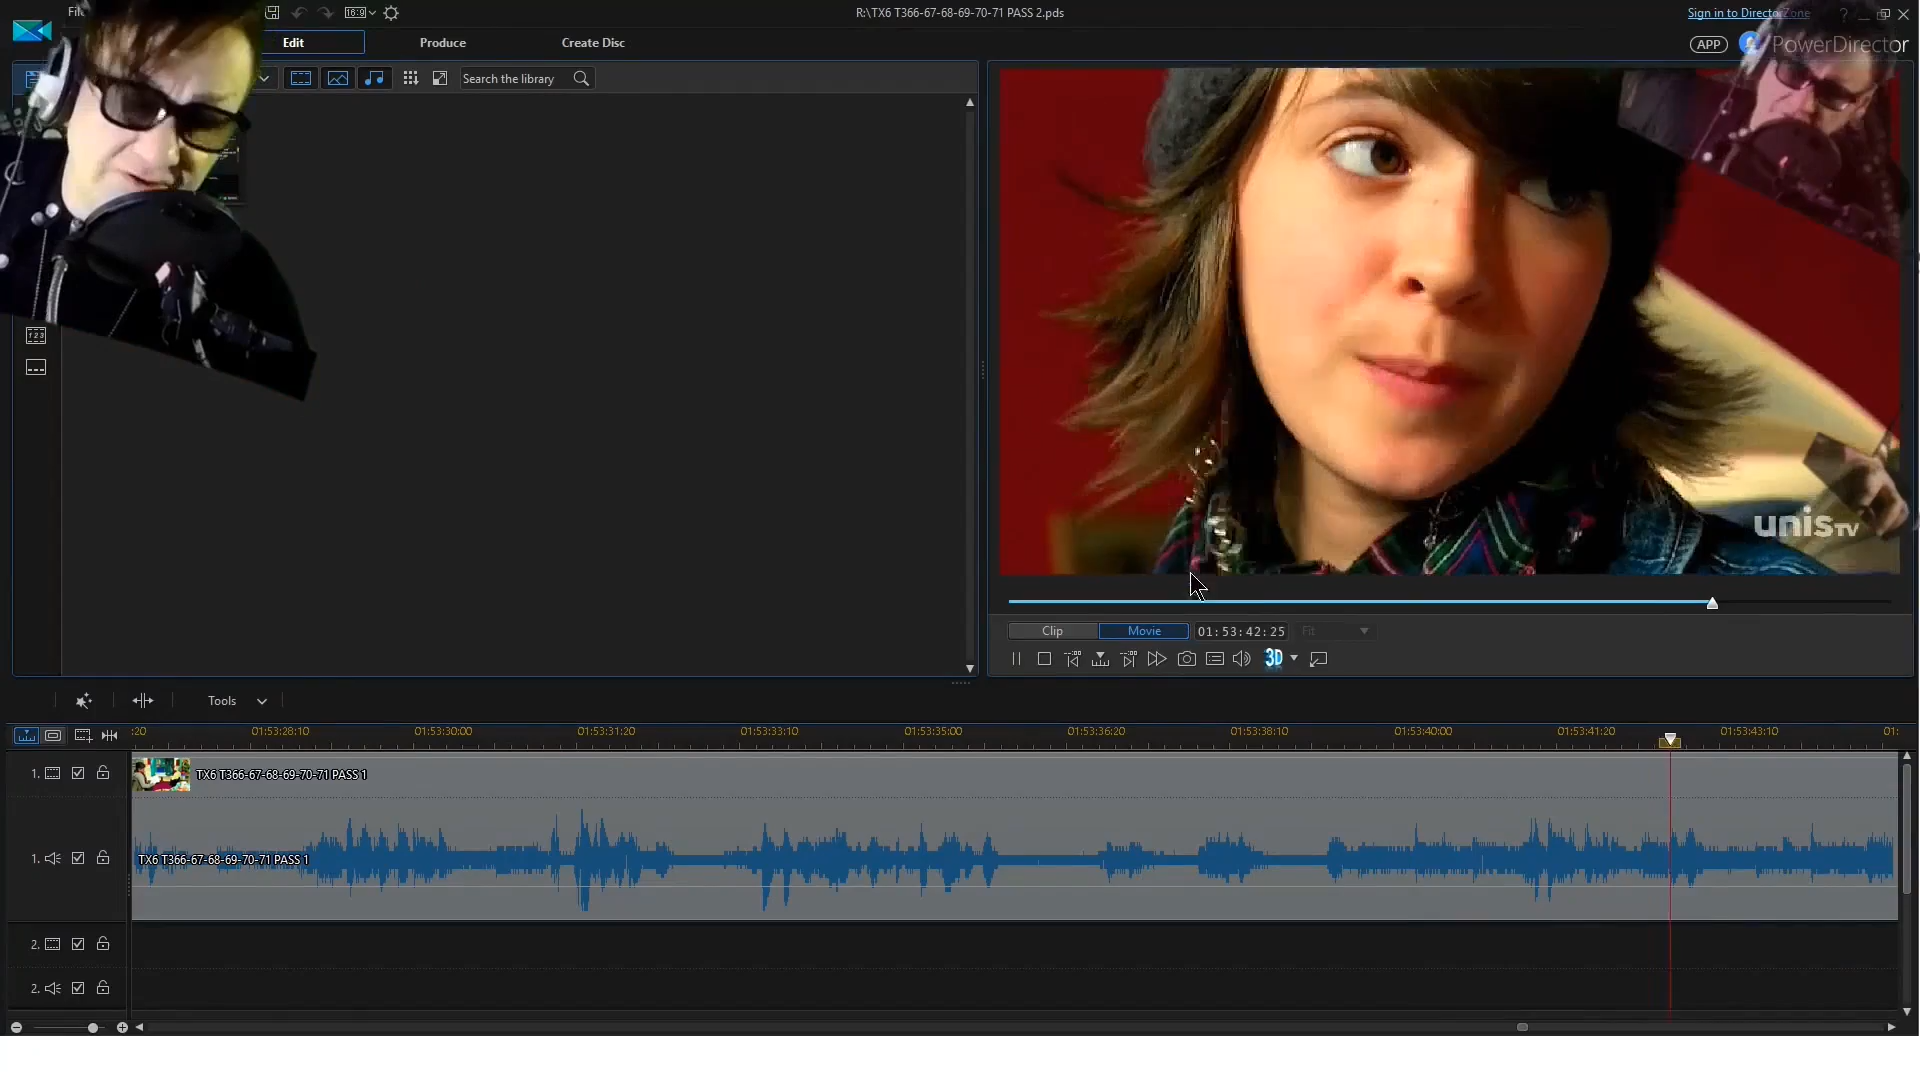 Fil
16:9
R:\TX6 T366-67-68-69-70-71 PASS 2.pds
Sign in to DirectorZone
?
Edit
Produce
Create Disc
APP
PowerDirector
Search the library
unisTV
Clip
Movie
01:53:42:25
Fit
3D
Tools
:20
01:53:28:10
01:53:30:00
01:53:31:20
01:53:33:10
01:53:35:00
01:53:36:20
01:53:38:10
01:53:40:00
01:53:41:20
01:53:43:10
01:
1.
TX6 T366-67-68-69-70-71 PASS 1
1.
TX6 T366-67-68-69-70-71 PASS 1
2.
2.